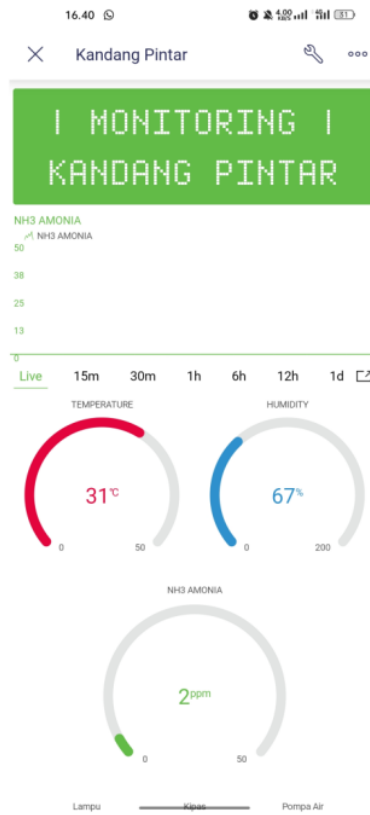 16.40 4.00 KB/S 4G 4G 31
Kandang Pintar
| MONITORING |
KANDANG PINTAR
NH3 AMONIA
NH3 AMONIA
50
38
25
13
0
Live 15m 30m 1h 6h 12h 1d
TEMPERATURE HUMIDITY
31°C 67%
0 50 0 200
NH3 AMONIA
2ppm
0 50
Lampu Kipas Pompa Air